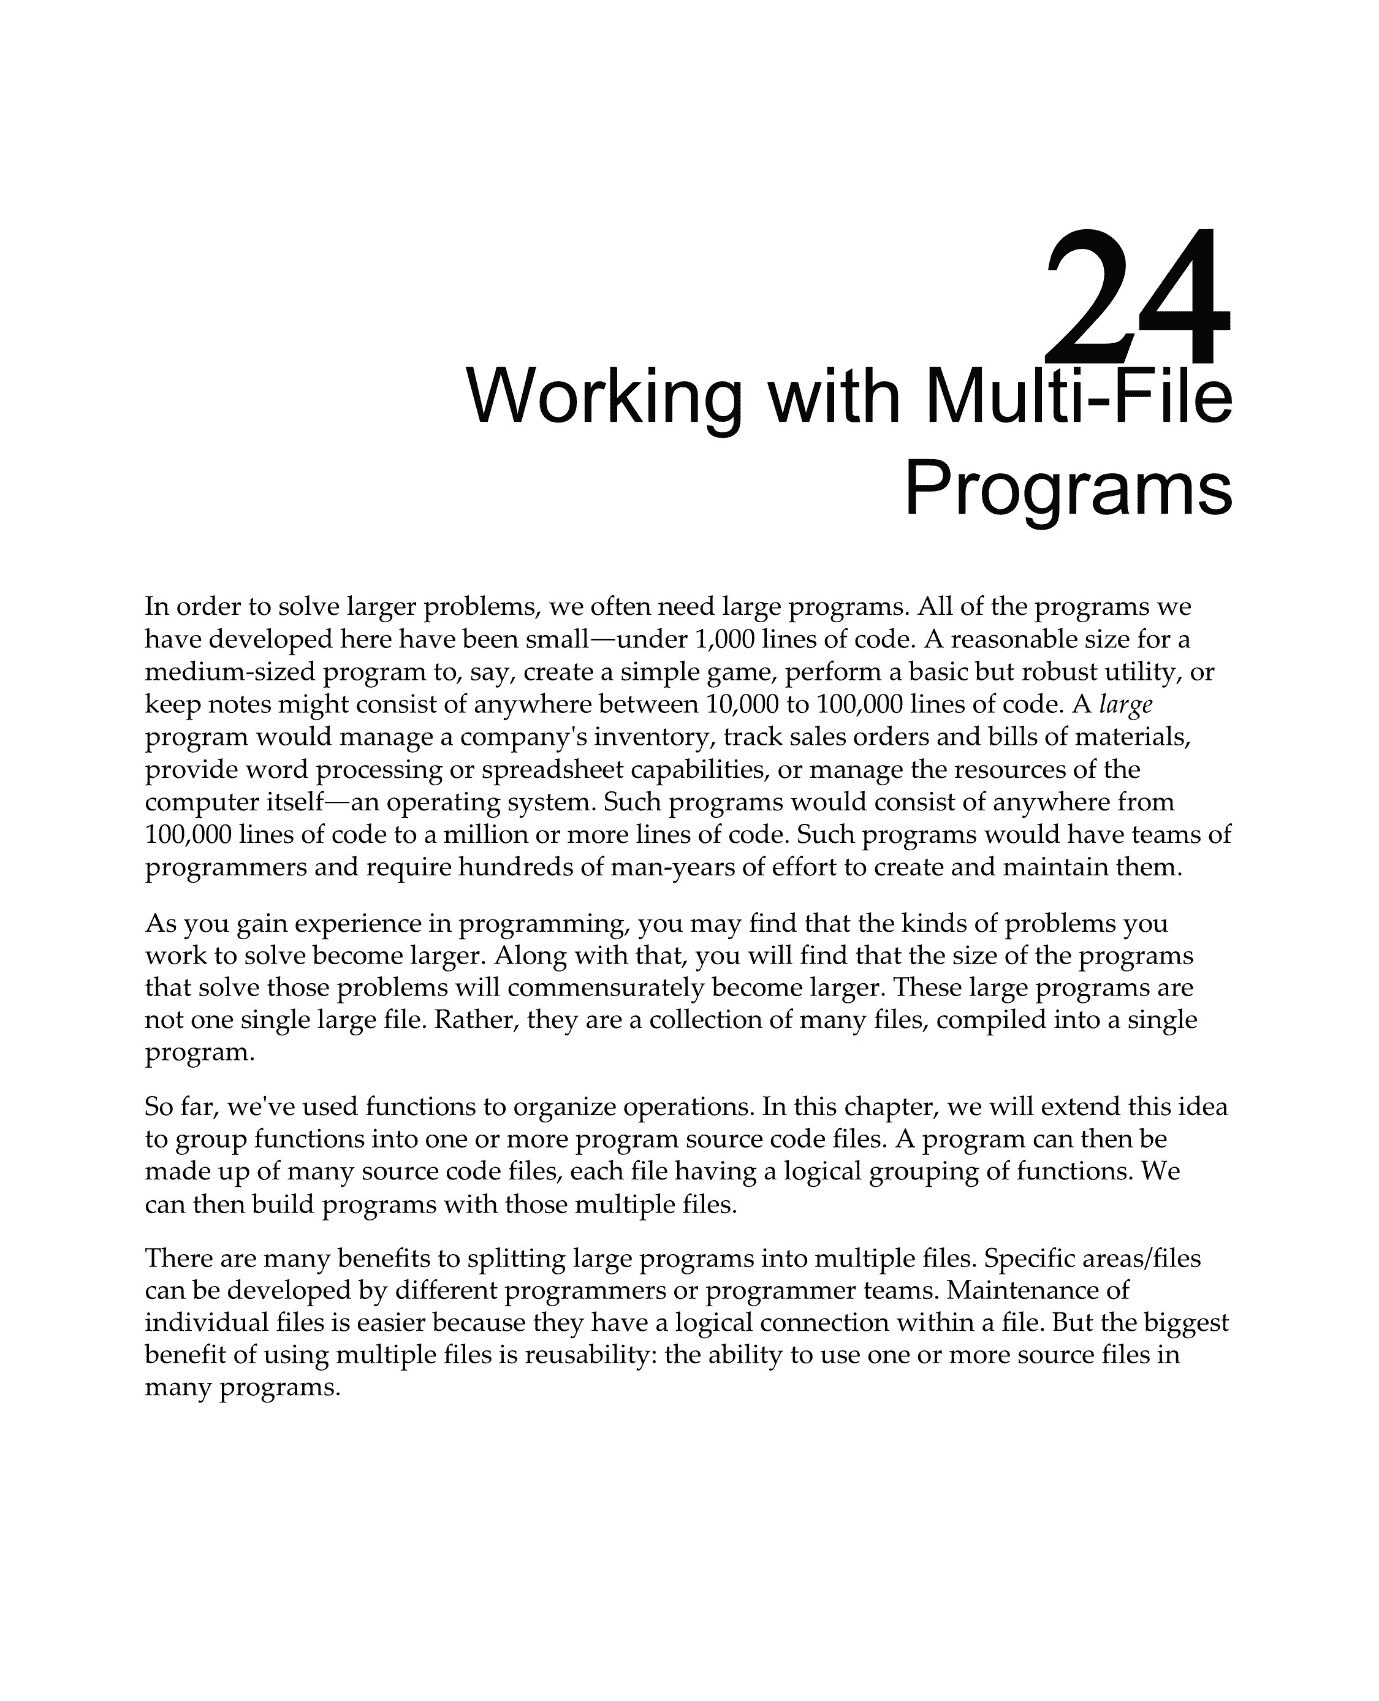 24
Working with Multi-File
Programs
In order to solve larger problems, we often need large programs. All of the programs we
have developed here have been small—under 1,000 lines of code. A reasonable size for a
medium-sized program to, say, create a simple game, perform a basic but robust utility, or
keep notes might consist of anywhere between 10,000 to 100,000 lines of code. A large
program would manage a company's inventory, track sales orders and bills of materials,
provide word processing or spreadsheet capabilities, or manage the resources of the
computer itself—an operating system. Such programs would consist of anywhere from
100,000 lines of code to a million or more lines of code. Such programs would have teams of
programmers and require hundreds of man-years of effort to create and maintain them.
As you gain experience in programming, you may find that the kinds of problems you
work to solve become larger. Along with that, you will find that the size of the programs
that solve those problems will commensurately become larger. These large programs are
not one single large file. Rather, they are a collection of many files, compiled into a single
program.
So far, we've used functions to organize operations. In this chapter, we will extend this idea
to group functions into one or more program source code files. A program can then be
made up of many source code files, each file having a logical grouping of functions. We
can then build programs with those multiple files.
There are many benefits to splitting large programs into multiple files. Specific areas/files
can be developed by different programmers or programmer teams. Maintenance of
individual files is easier because they have a logical connection within a file. But the biggest
benefit of using multiple files is reusability: the ability to use one or more source files in
many programs.